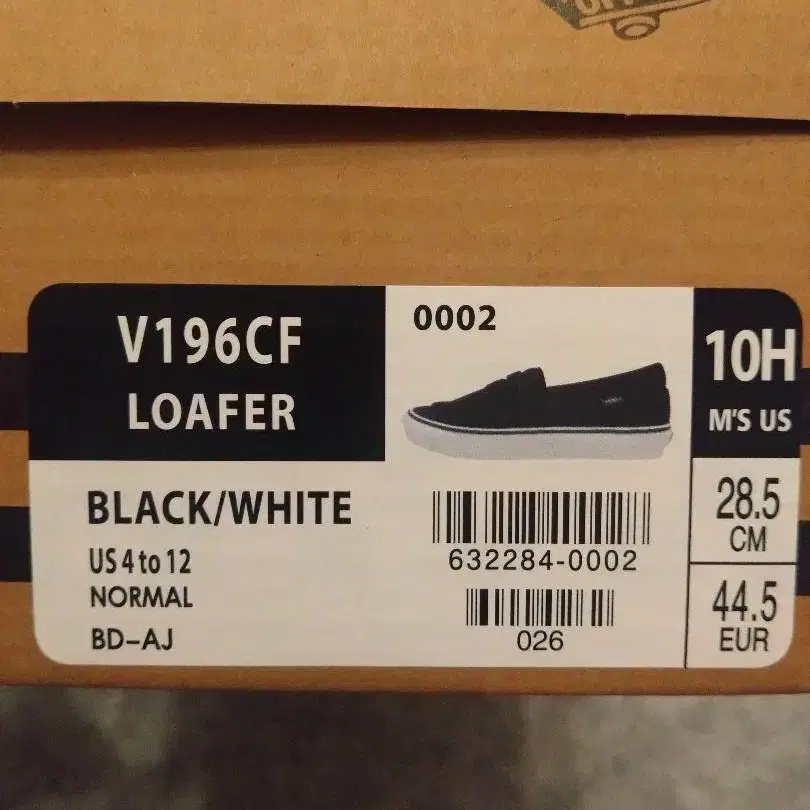 V196CF
LOAFER
BLACK/WHITE
US 4 to 12
NORMAL
BD-AJ
0002
632284-0002
026
10H
M'S US
28.5
CM
44.5
EUR